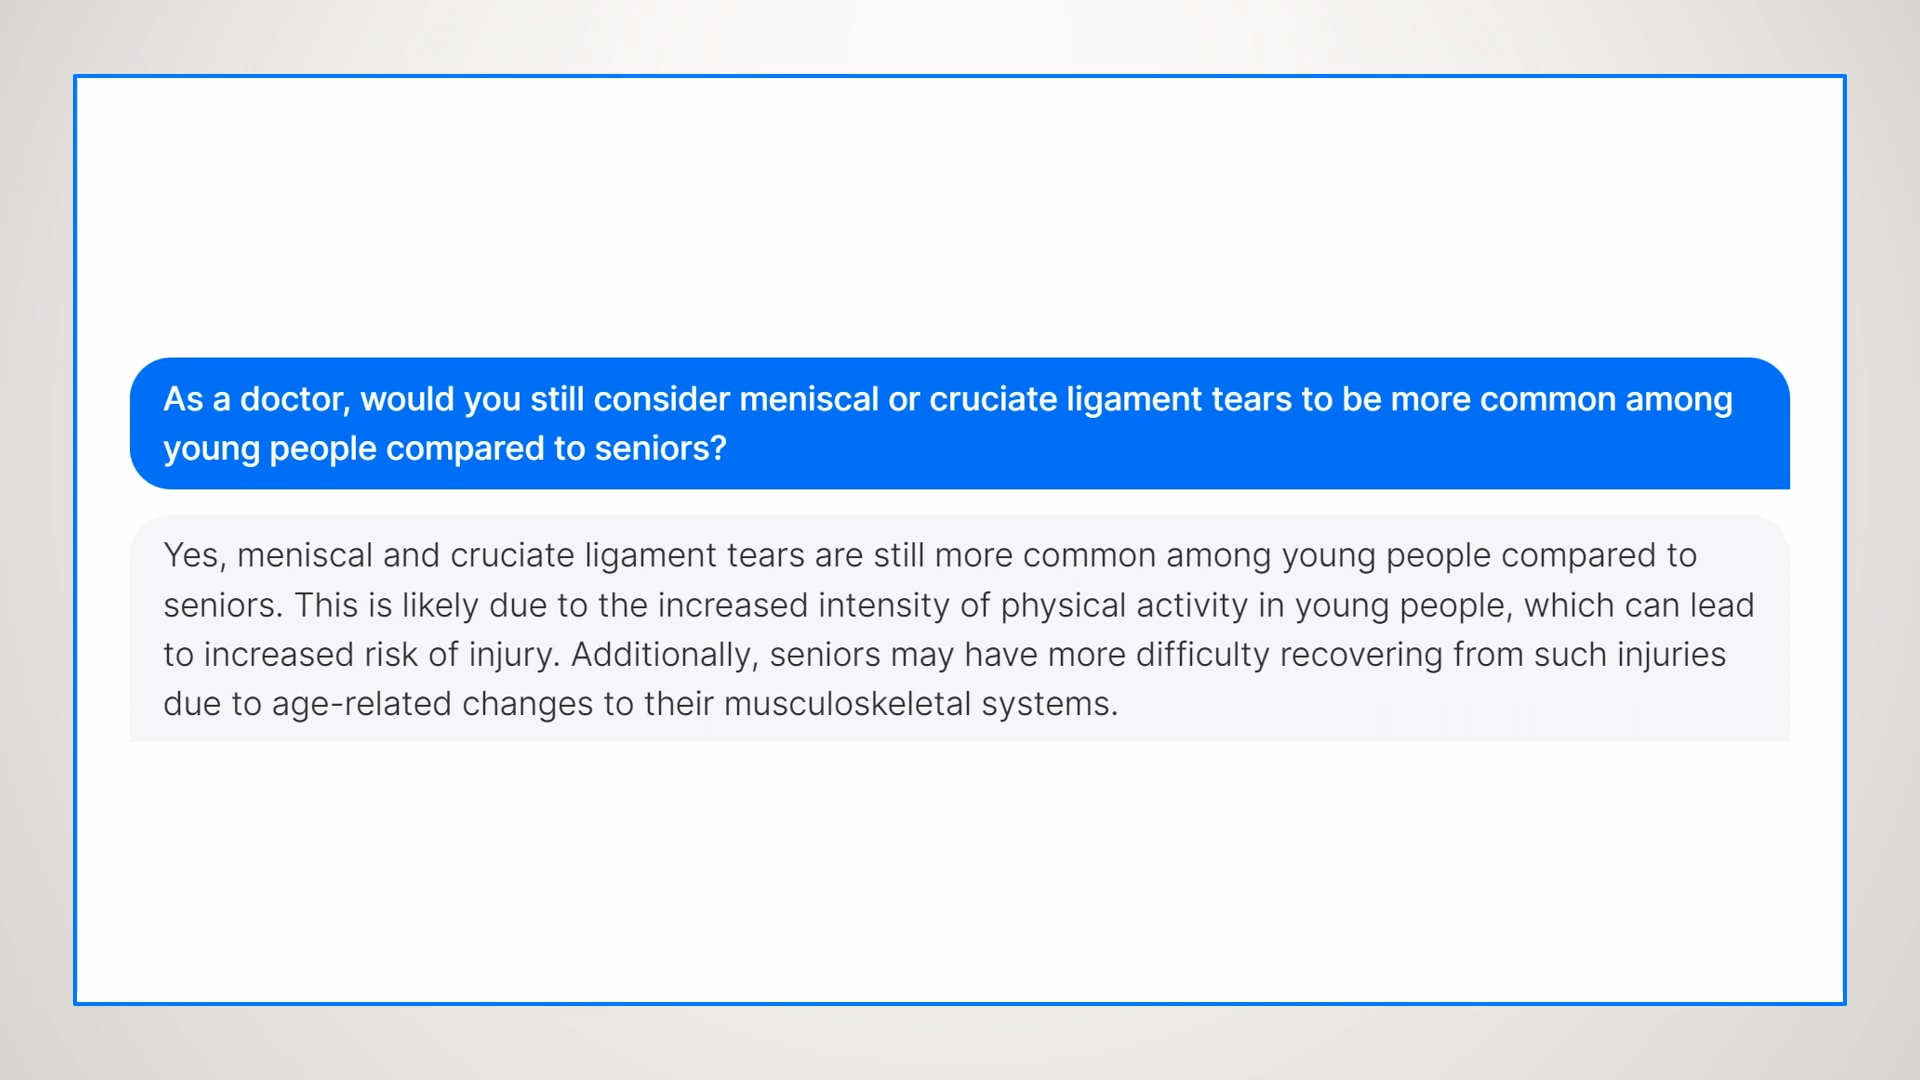 As a doctor, would you still consider meniscal or cruciate ligament tears to be more common among
young people compared to seniors?
Yes, meniscal and cruciate ligament tears are still more common among young people compared to
seniors. This is likely due to the increased intensity of physical activity in young people, which can lead
to increased risk of injury. Additionally, seniors may have more difficulty recovering from such injuries
due to age-related changes to their musculoskeletal systems.